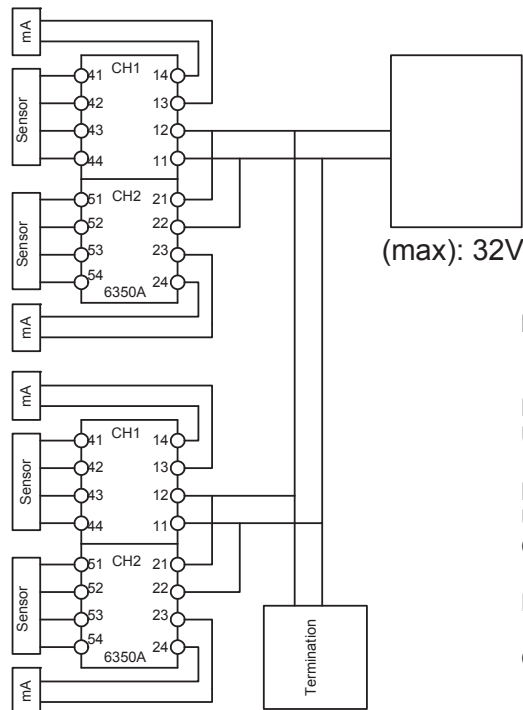 mA
Sensor
41
42
43
44
CH1
14
13
12
11
Sensor
51
52
53
54
CH2
21
22
23
24
6350A
mA
(max): 32V
mA
Sensor
41
42
43
44
CH1
14
13
12
11
Sensor
51
52
53
54
CH2
21
22
23
24
6350A
mA
Termination